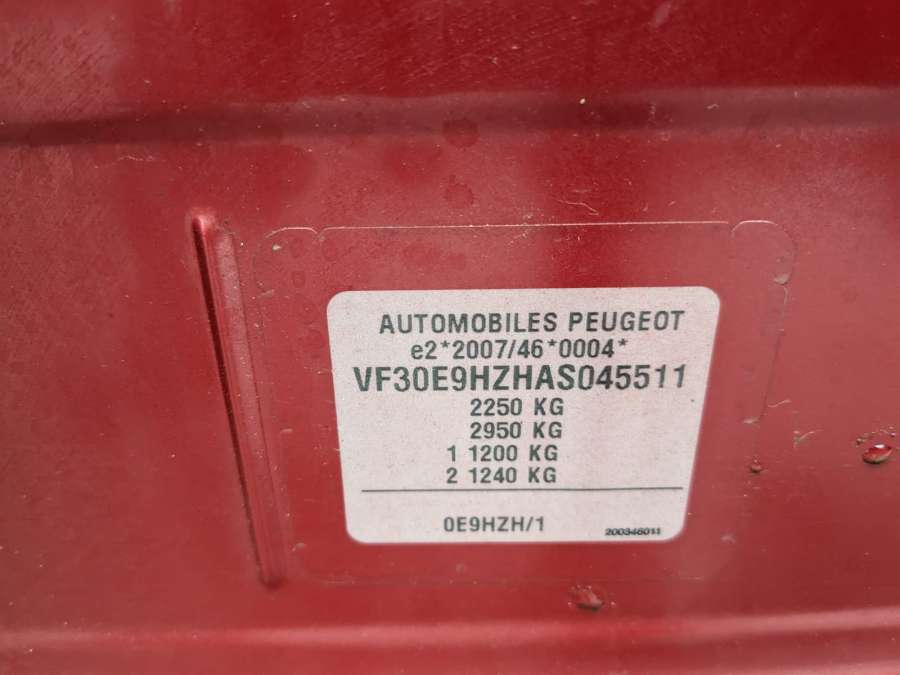 AUTOMOBILES PEUGEOT
e2*2007/46*0004*
VF30E9HZHAS045511
2250 KG
2950 KG
1 1200 KG
2 1240 KG
0E9HZH/1
200346011